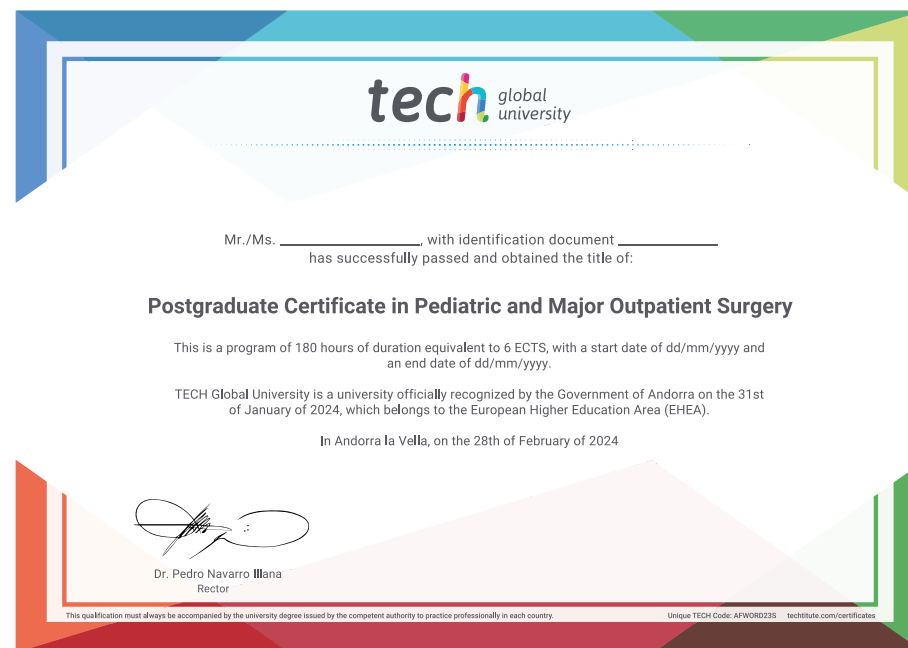 tech global university
Mr./Ms. ____________, with identification document ____________
has successfully passed and obtained the title of:
Postgraduate Certificate in Pediatric and Major Outpatient Surgery
This is a program of 180 hours of duration equivalent to 6 ECTS, with a start date of dd/mm/yyyy and
an end date of dd/mm/yyyy.
TECH Global University is a university officially recognized by the Government of Andorra on the 31st
of January of 2024, which belongs to the European Higher Education Area (EHEA).
In Andorra la Vella, on the 28th of February of 2024
Dr. Pedro Navarro Illana
Rector
This qualification must always be accompanied by the university degree issued by the competent authority to practice professionally in each country.
Unique TECH Code: AFWORD23S techtitute.com/certificates